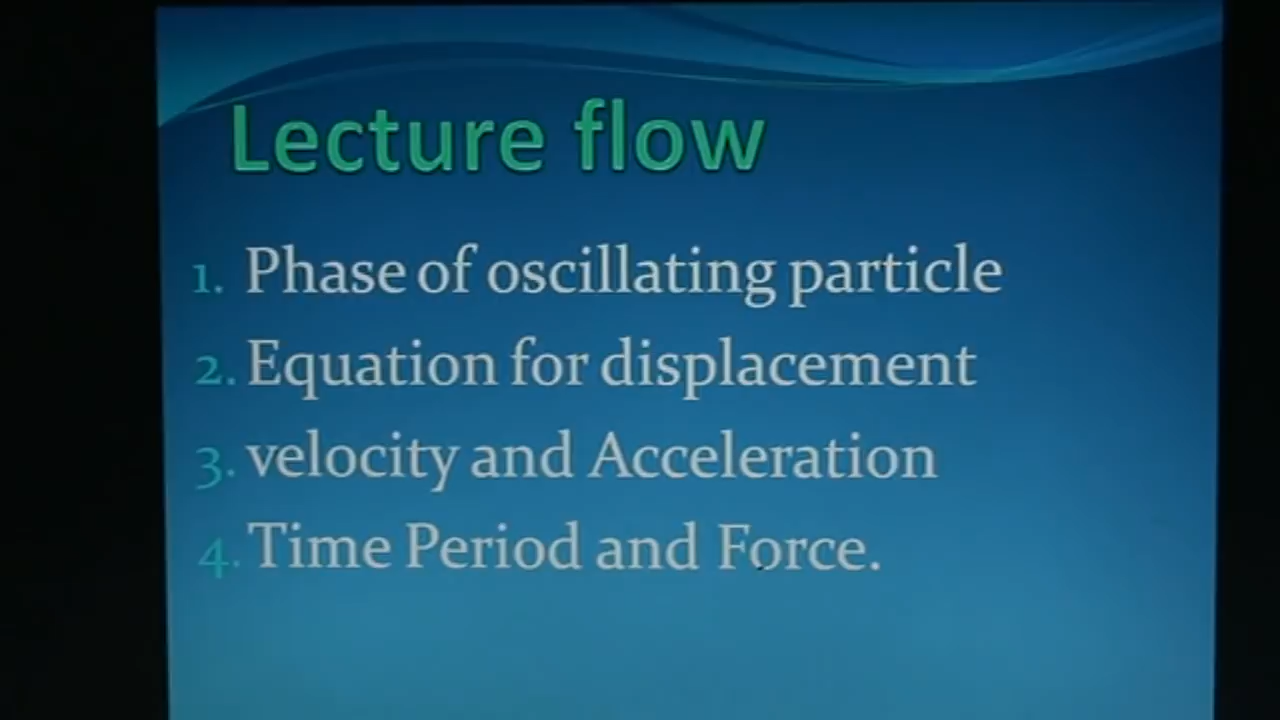 Lecture flow
1. Phase of oscillating particle
2. Equation for displacement
3. velocity and Acceleration
4. Time Period and Force.